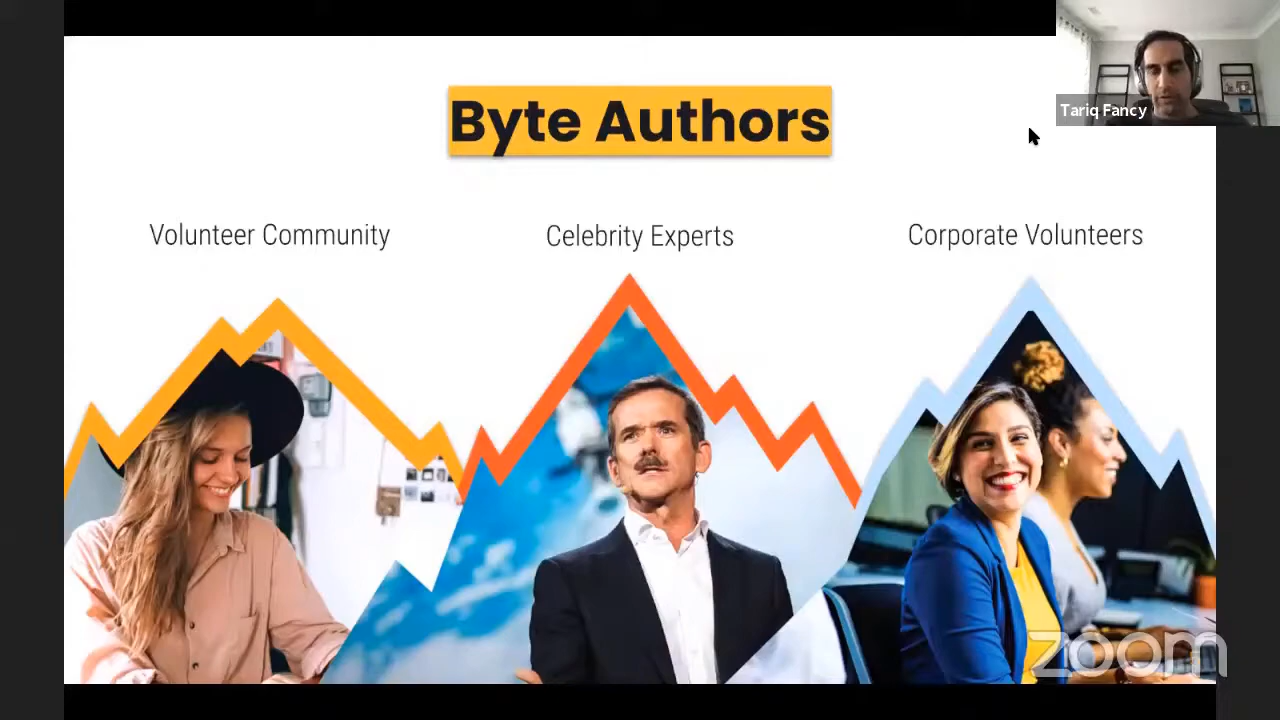 Byte Authors
Tariq Fancy
Volunteer Community
Celebrity Experts
Corporate Volunteers
zoom